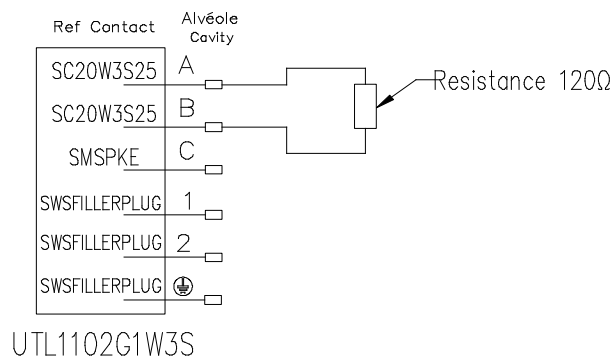 Ref Contact
Alvéole
Cavity
SC20W3S25 A
SC20W3S25 B
SMSPKE C
SWSFILLERPLUG 1
SWSFILLERPLUG 2
SWSFILLERPLUG
Resistance 120Ω
UTL1102G1W3S